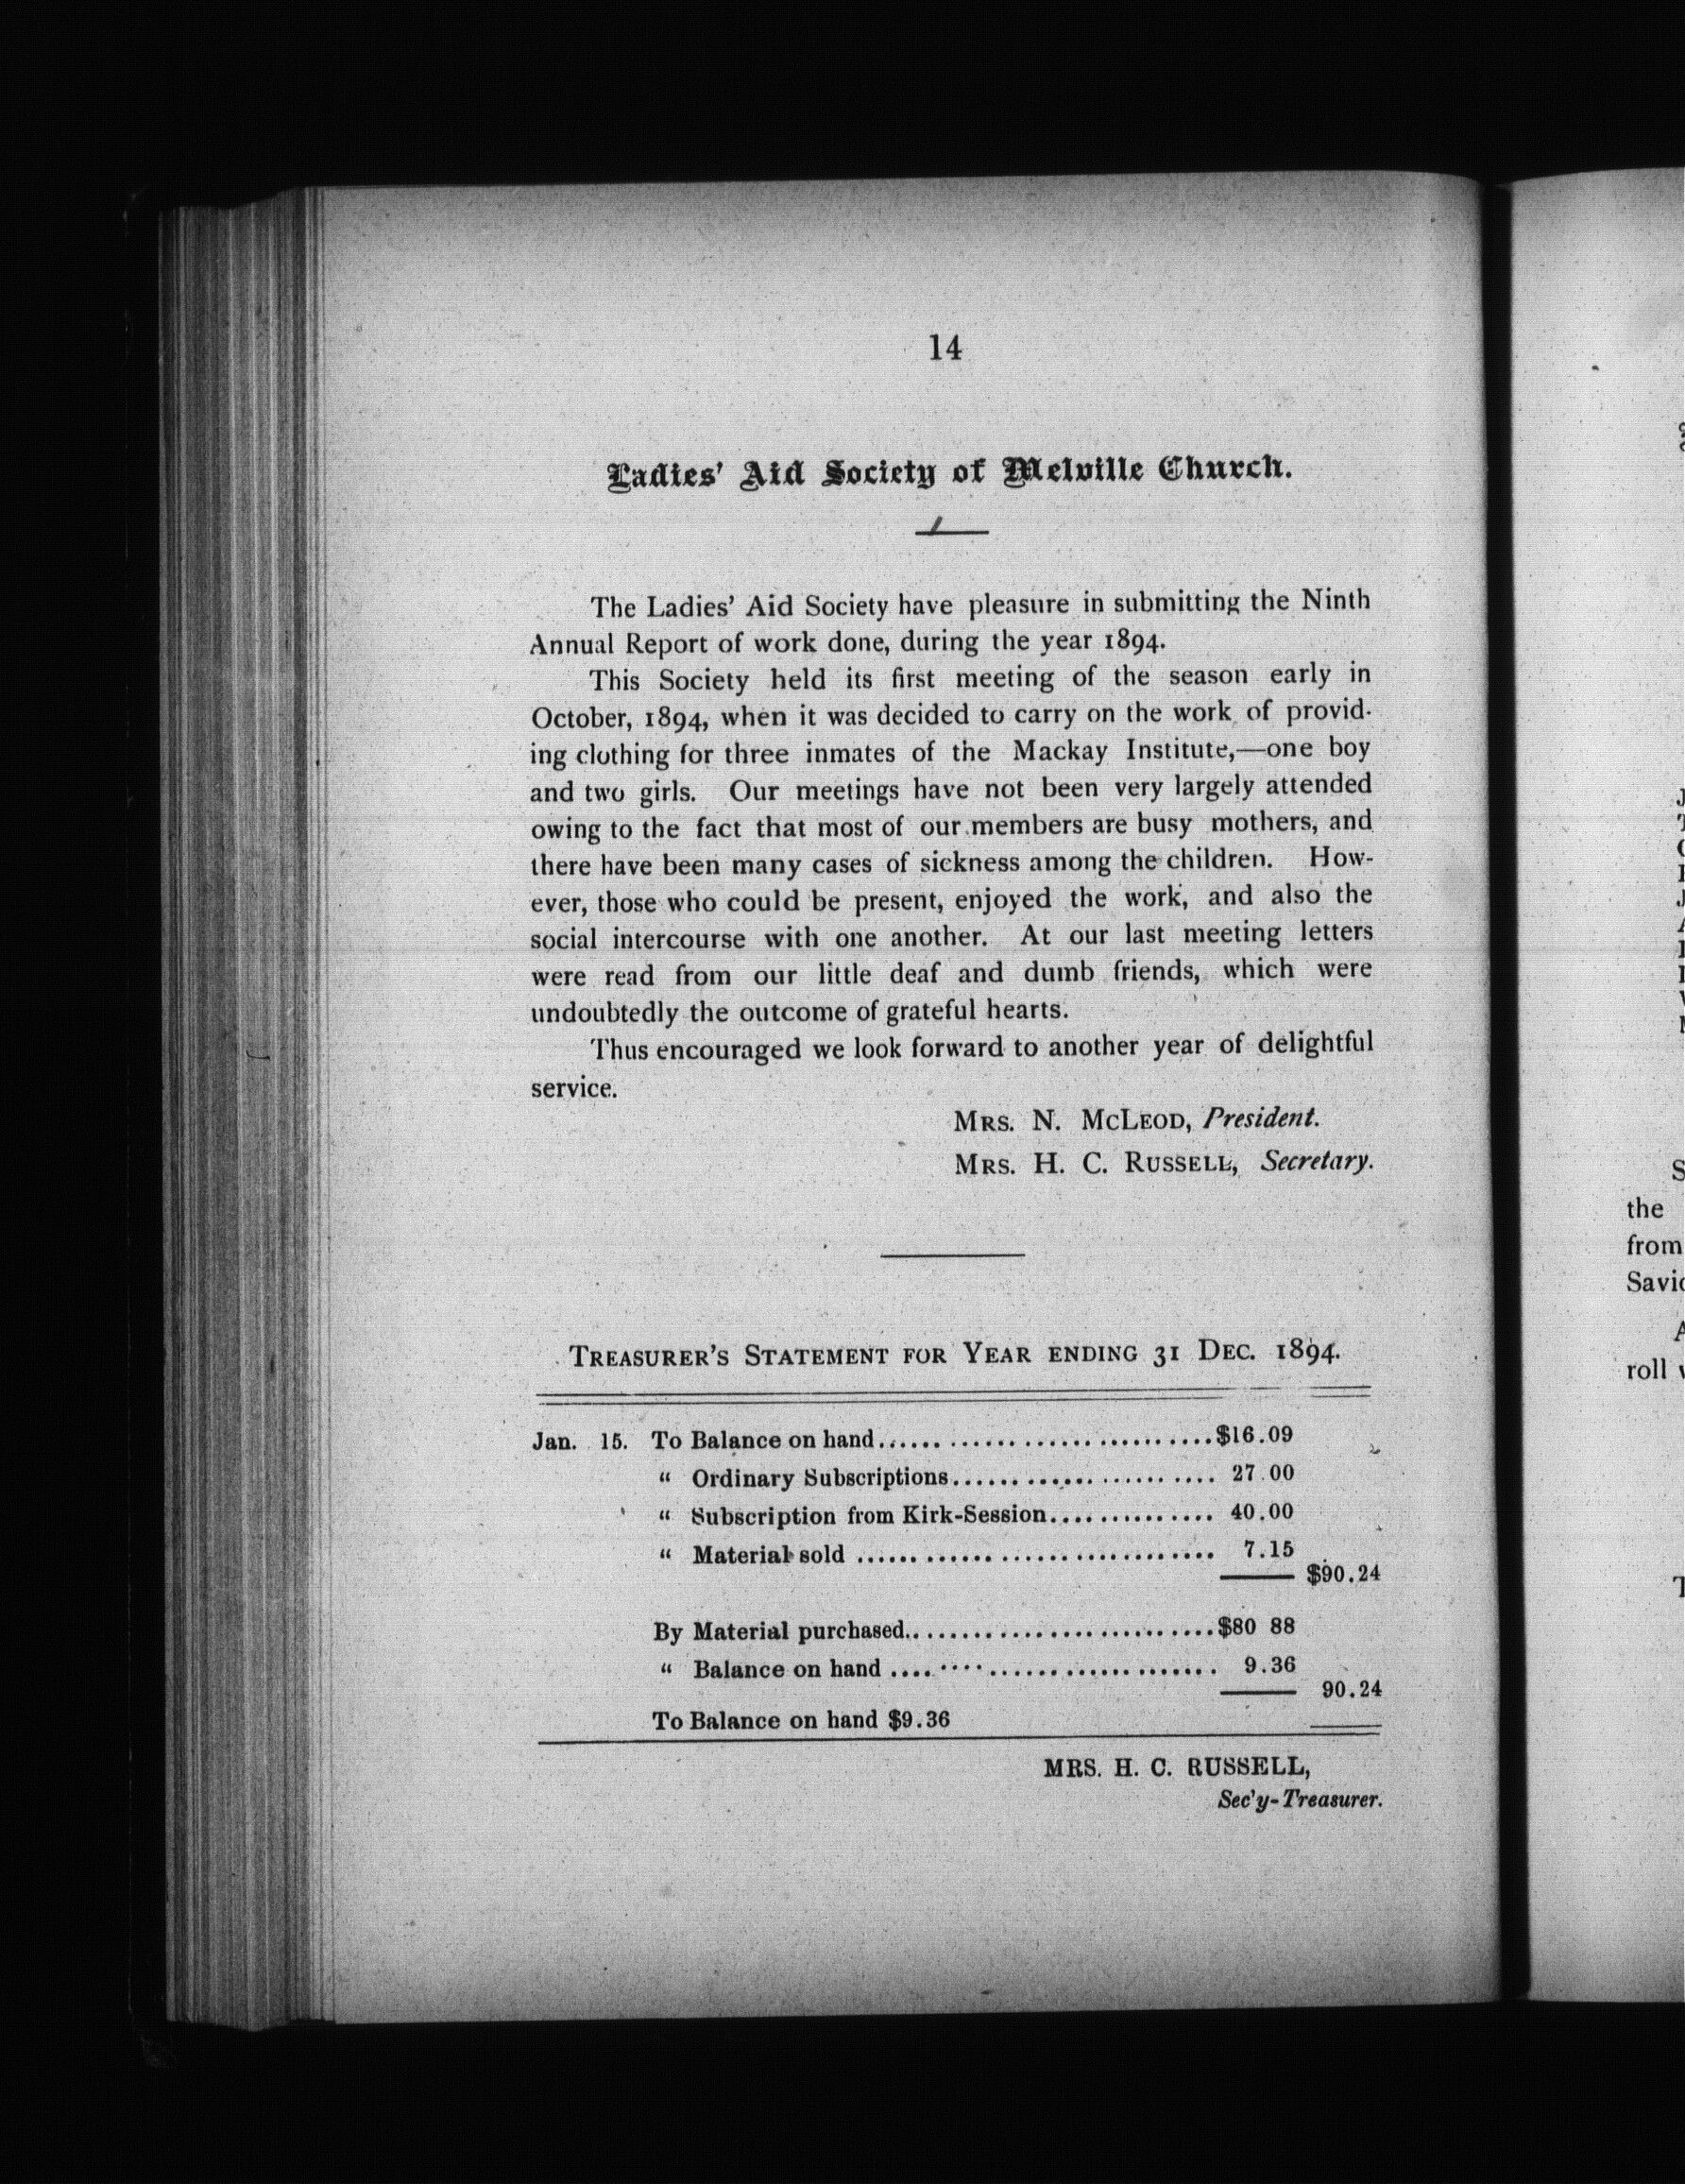 14
Ladies' Aid Society of Melville Church.
The Ladies' Aid Society have pleasure in submitting the Ninth
Annual Report of work done, during the year 1894.
This Society held its first meeting of the season early in
October, 1894, when it was decided to carry on the work of provid-
ing clothing for three inmates of the Mackay Institute,—one boy
and two girls. Our meetings have not been very largely attended
owing to the fact that most of our members are busy mothers, and
there have been many cases of sickness among the children. How-
ever, those who could be present, enjoyed the work, and also the
social intercourse with one another. At our last meeting letters
were read from our little deaf and dumb friends, which were
undoubtedly the outcome of grateful hearts.
Thus encouraged we look forward to another year of delightful
service.
MRS. N. MCLEOD, President.
MRS. H. C. RUSSELL, Secretary.
TREASURER'S STATEMENT FOR YEAR ENDING 31 DEC. 1894.
Jan. 15. To Balance on hand.................................$16.09
" Ordinary Subscriptions......................... 27 00
" Subscription from Kirk-Session.............. 40.00
" Material sold ................................. 7.15
$90.24
By Material purchased.............................$80 88
" Balance on hand .............................. 9.36
90.24
To Balance on hand $9.36
MRS. H. C. RUSSELL,
Sec'y-Treasurer.
the
from
roll